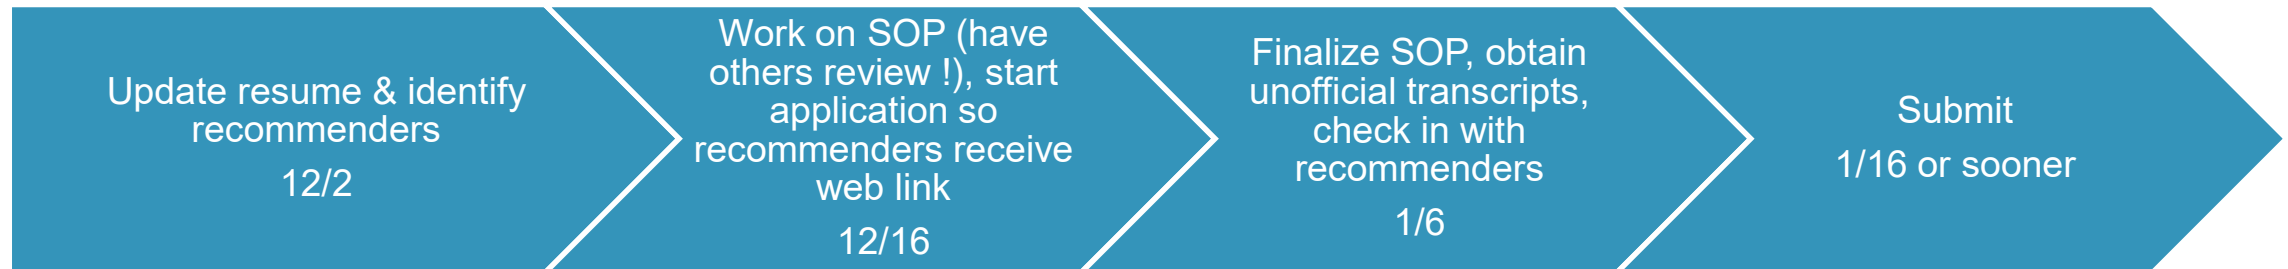 Update resume & identify
recommenders
12/2
Work on SOP (have
others review !), start
application so
recommenders receive
web link
12/16
Finalize SOP, obtain
unofficial transcripts,
check in with
recommenders
1/6
Submit
1/16 or sooner